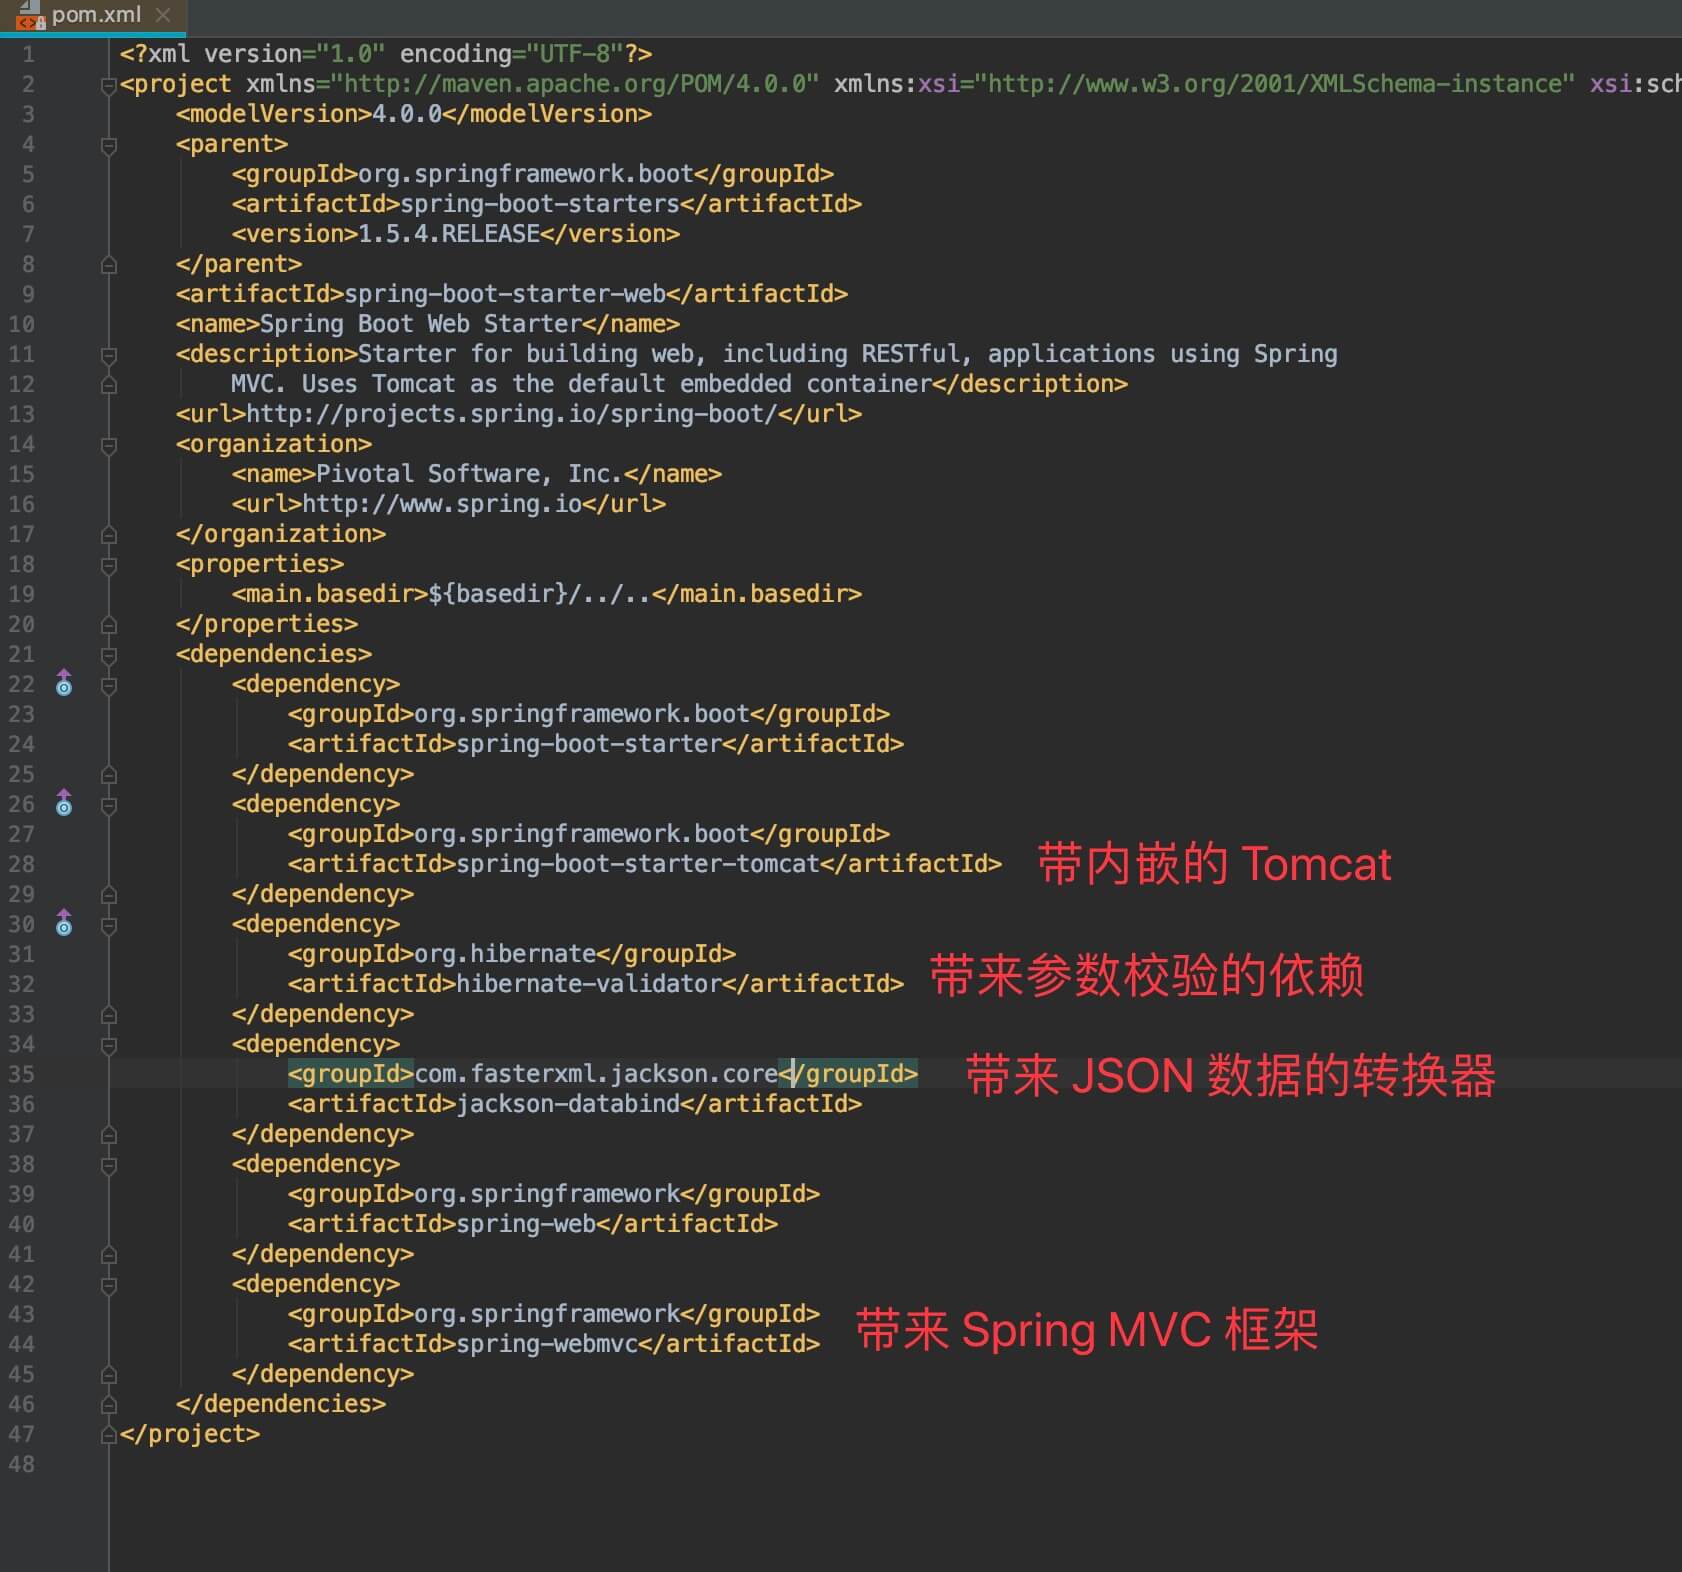 pom.xml
1 <?xml version="1.0" encoding="UTF-8"?>
2 <project xmlns="http://maven.apache.org/POM/4.0.0" xmlns:xsi="http://www.w3.org/2001/XMLSchema-instance" xsi:sch
3 <modelVersion>4.0.0</modelVersion>
4 <parent>
5 <groupId>org.springframework.boot</groupId>
6 <artifactId>spring-boot-starters</artifactId>
7 <version>1.5.4.RELEASE</version>
8 </parent>
9 <artifactId>spring-boot-starter-web</artifactId>
10 <name>Spring Boot Web Starter</name>
11 <description>Starter for building web, including RESTful, applications using Spring
12 MVC. Uses Tomcat as the default embedded container</description>
13 <url>http://projects.spring.io/spring-boot/</url>
14 <organization>
15 <name>Pivotal Software, Inc.</name>
16 <url>http://www.spring.io</url>
17 </organization>
18 <properties>
19 <main.basedir>${basedir}/../..</main.basedir>
20 </properties>
21 <dependencies>
22 <dependency>
23 <groupId>org.springframework.boot</groupId>
24 <artifactId>spring-boot-starter</artifactId>
25 </dependency>
26 <dependency>
27 <groupId>org.springframework.boot</groupId>
28 <artifactId>spring-boot-starter-tomcat</artifactId> 带内嵌的 Tomcat
29 </dependency>
30 <dependency>
31 <groupId>org.hibernate</groupId>
32 <artifactId>hibernate-validator</artifactId> 带来参数校验的依赖
33 </dependency>
34 <dependency>
35 <groupId>com.fasterxml.jackson.core</groupId> 带来 JSON 数据的转换器
36 <artifactId>jackson-databind</artifactId>
37 </dependency>
38 <dependency>
39 <groupId>org.springframework</groupId>
40 <artifactId>spring-web</artifactId>
41 </dependency>
42 <dependency>
43 <groupId>org.springframework</groupId>
44 <artifactId>spring-webmvc</artifactId> 带来 Spring MVC 框架
45 </dependency>
46 </dependencies>
47 </project>
48